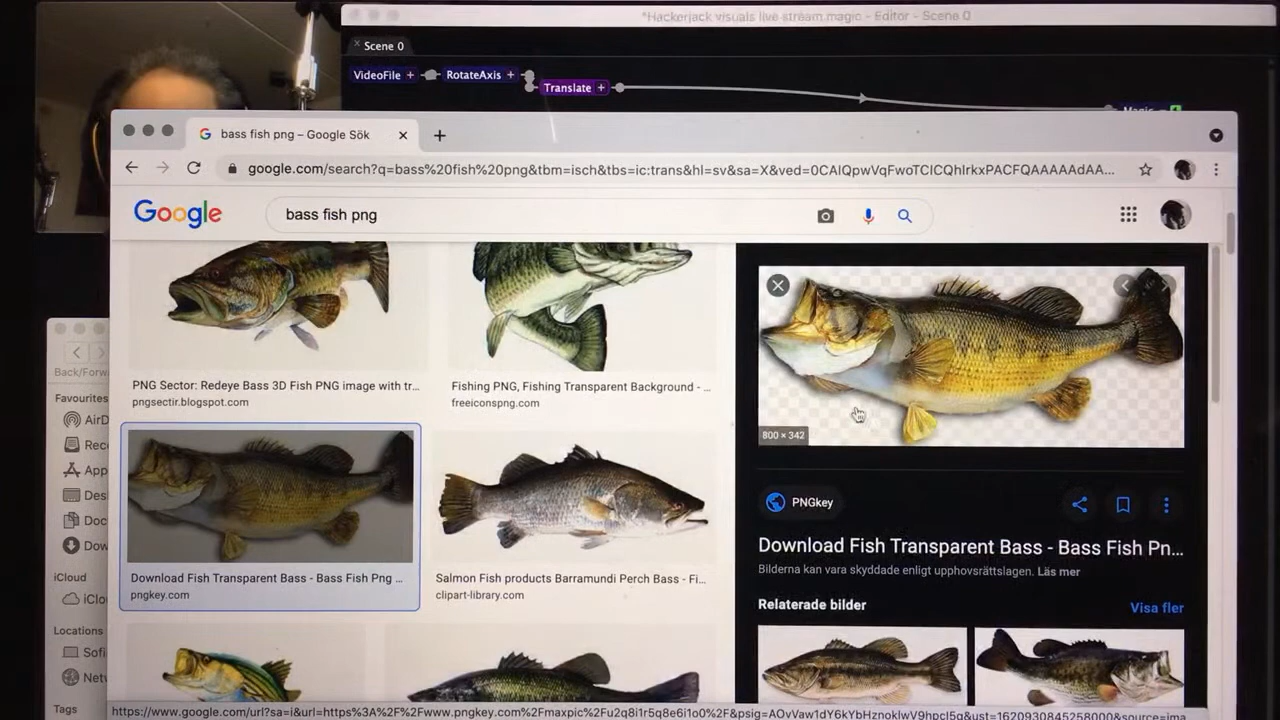 *Hackerjack visuals live stream.magic - Editor - Scene 0
Scene 0
VideoFile +
RotateAxis +
Translate +
Magic
bass fish png – Google Sök
google.com/search?q=bass%20fish%20png&tbm=isch&tbs=ic:trans&hl=sv&sa=X&ved=0CAIQpwVqFwoTCICQhIrkxPACFQAAAAAdAA...
Google
bass fish png
PNG Sector: Redeye Bass 3D Fish PNG image with tr...
pngsectir.blogspot.com
Fishing PNG, Fishing Transparent Background - ...
freeiconspng.com
800 × 342
Back/Forw
Favourites
AirD
Rece
App
Desi
Doc
Dow
iCloud
iClou
Locations
Sofi
Netv
Tags
Download Fish Transparent Bass - Bass Fish Png ...
pngkey.com
Salmon Fish products Barramundi Perch Bass - Fi...
clipart-library.com
PNGkey
Download Fish Transparent Bass - Bass Fish Pn...
Bilderna kan vara skyddade enligt upphovsrättslagen. Läs mer
Relaterade bilder
Visa fler